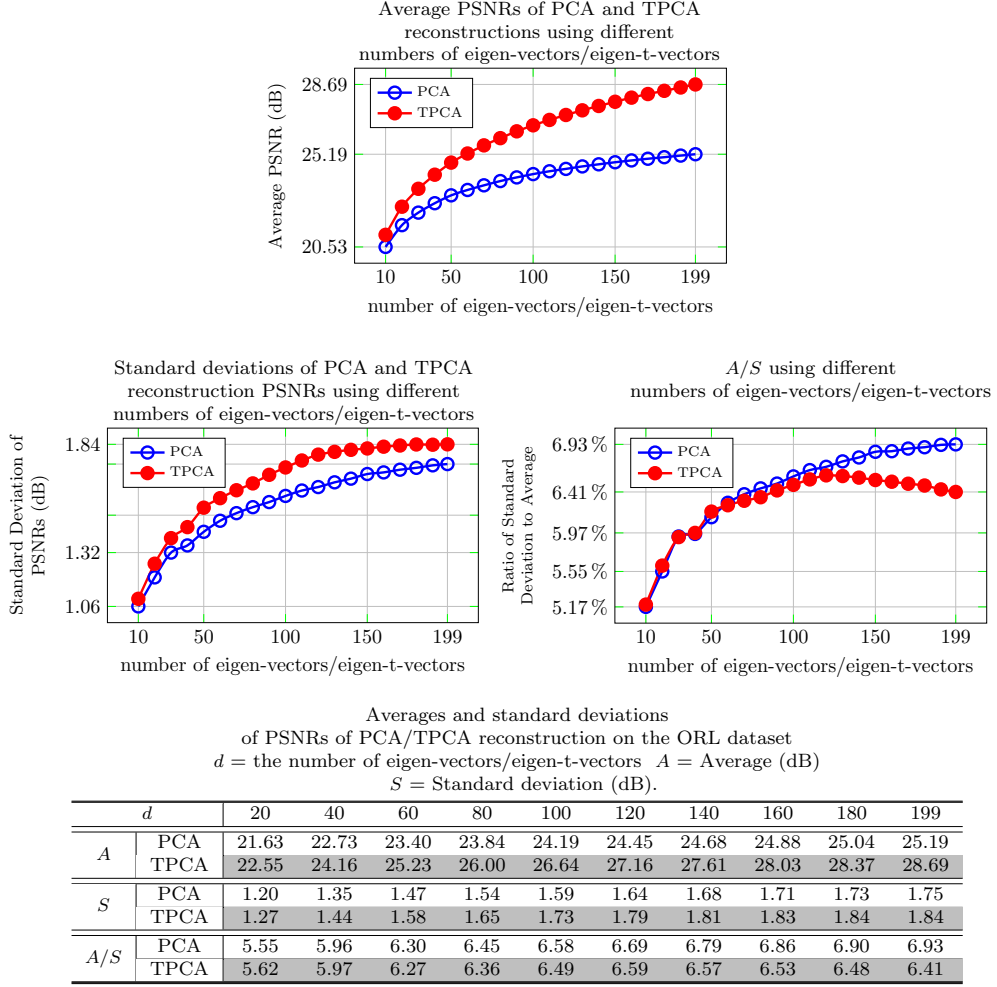 Average PSNRs of PCA and TPCA
reconstructions using different
numbers of eigen-vectors/eigen-t-vectors
28.69
25.19
20.53
Average PSNR (dB)
PCA
TPCA
10 50 100 150 199
number of eigen-vectors/eigen-t-vectors
Standard deviations of PCA and TPCA
reconstruction PSNRs using different
numbers of eigen-vectors/eigen-t-vectors
1.84
1.32
1.06
Standard Deviation of
PSNRs (dB)
PCA
TPCA
10 50 100 150 199
number of eigen-vectors/eigen-t-vectors
A/S using different
numbers of eigen-vectors/eigen-t-vectors
6.93 %
6.41 %
5.97 %
5.55 %
5.17 %
Ratio of Standard
Deviation to Average
PCA
TPCA
10 50 100 150 199
number of eigen-vectors/eigen-t-vectors
Averages and standard deviations
of PSNRs of PCA/TPCA reconstruction on the ORL dataset
d = the number of eigen-vectors/eigen-t-vectors A = Average (dB)
S = Standard deviation (dB).
d 20 40 60 80 100 120 140 160 180 199
A PCA 21.63 22.73 23.40 23.84 24.19 24.45 24.68 24.88 25.04 25.19
TPCA 22.55 24.16 25.23 26.00 26.64 27.16 27.61 28.03 28.37 28.69
S PCA 1.20 1.35 1.47 1.54 1.59 1.64 1.68 1.71 1.73 1.75
TPCA 1.27 1.44 1.58 1.65 1.73 1.79 1.81 1.83 1.84 1.84
A/S PCA 5.55 5.96 6.30 6.45 6.58 6.69 6.79 6.86 6.90 6.93
TPCA 5.62 5.97 6.27 6.36 6.49 6.59 6.57 6.53 6.48 6.41